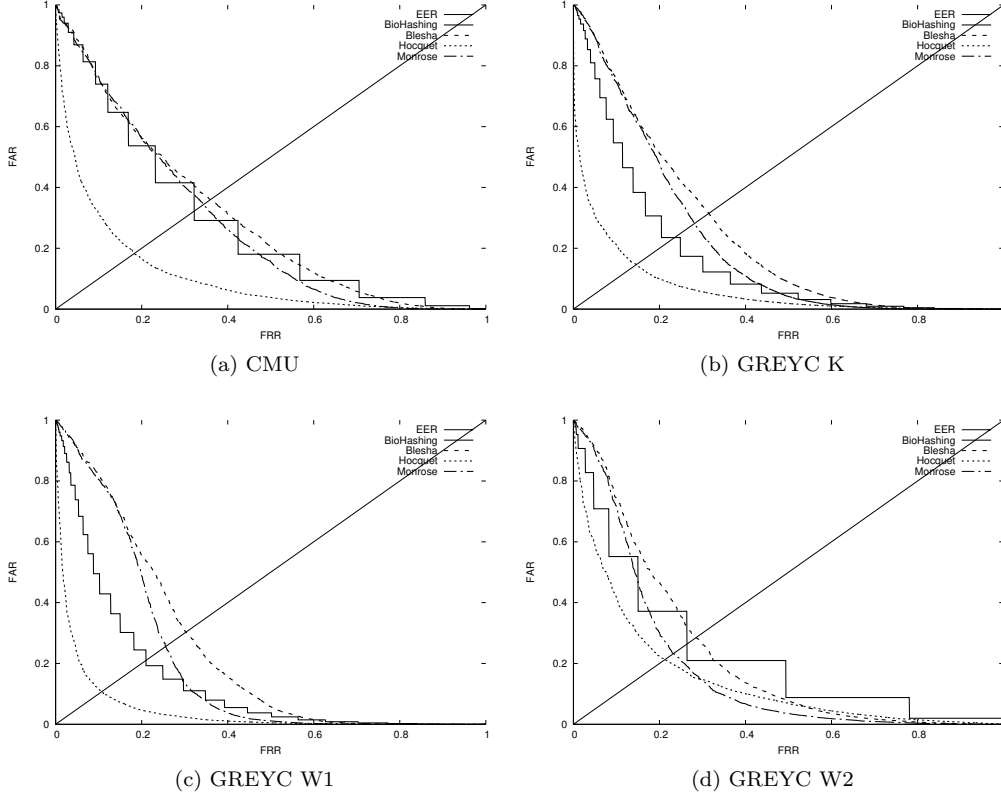 1
0.8
0.6
0.4
0.2
0
FAR
EER
BioHashing
Blesha
Hocquet
Monrose
0 0.2 0.4 0.6 0.8 1
FRR
(a) CMU
1
0.8
0.6
0.4
0.2
0
FAR
EER
BioHashing
Blesha
Hocquet
Monrose
0 0.2 0.4 0.6 0.8
FRR
(b) GREYC K
1
0.8
0.6
0.4
0.2
0
FAR
EER
BioHashing
Blesha
Hocquet
Monrose
0 0.2 0.4 0.6 0.8 1
FRR
(c) GREYC W1
1
0.8
0.6
0.4
0.2
0
FAR
EER
BioHashing
Blesha
Hocquet
Monrose
0 0.2 0.4 0.6 0.8
FRR
(d) GREYC W2